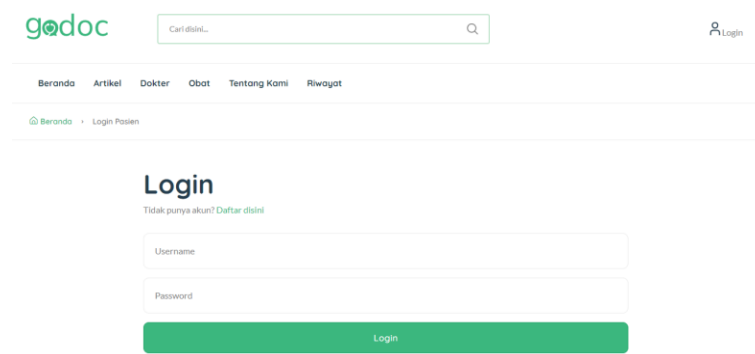 godoc
Cari disini...
Login
Beranda Artikel Dokter Obat Tentang Kami Riwayat
Beranda › Login Pasien
Login
Tidak punya akun? Daftar disini
Username
Password
Login